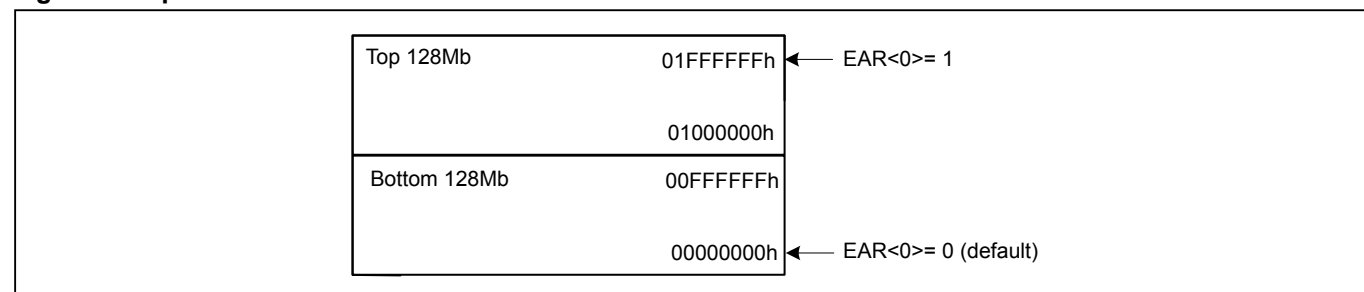 Top 128Mb 01FFFFFFh EAR<0>= 1
01000000h
Bottom 128Mb 00FFFFFFh
00000000h EAR<0>= 0 (default)